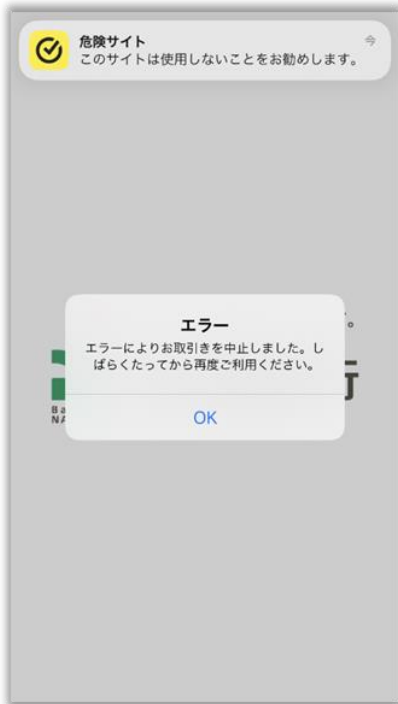 危険サイト
今
このサイトは使用しないことをお勧めします。
エラー
エラーによりお取引きを中止しました。し
ばらくたってから再度ご利用ください。
OK